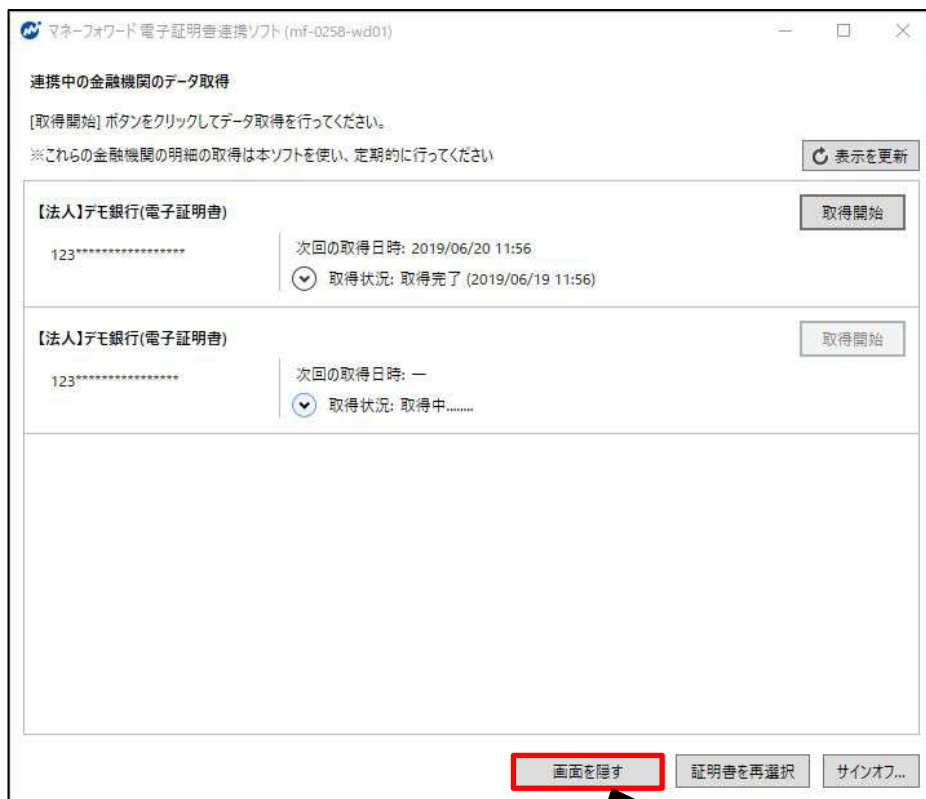 マネーフォワード 電子証明書連携ソフト (mf-0258-wd01)
連携中の金融機関のデータ取得
[取得開始] ボタンをクリックしてデータ取得を行ってください。
※これらの金融機関の明細の取得は本ソフトを使い、定期的に行ってください
表示を更新
【法人】デモ銀行(電子証明書)
取得開始
123*****************
次回の取得日時: 2019/06/20 11:56
取得状況: 取得完了 (2019/06/19 11:56)
【法人】デモ銀行(電子証明書)
取得開始
123****************
次回の取得日時: ー
取得状況: 取得中........
画面を隠す
証明書を再選択
サインオフ...